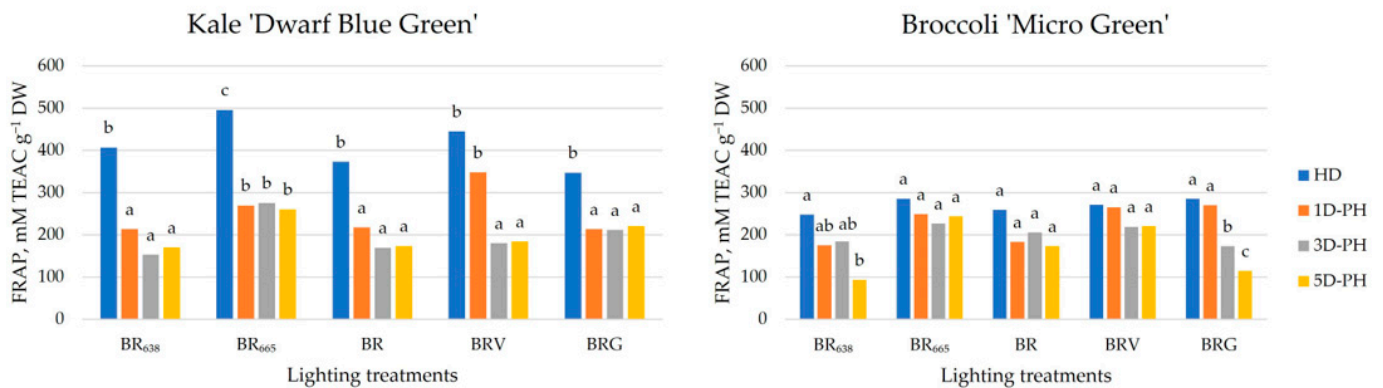 Kale 'Dwarf Blue Green'
FRAP, mM TEAC g⁻¹ DW
600
500
400
300
200
100
0
b
a
a
a
c
b
b
b
b
a
a
a
b
b
a
a
b
a
a
a
BR₆₃₈
BR₆₆₅
BR
BRV
BRG
Lighting treatments
Broccoli 'Micro Green'
FRAP, mM TEAC g⁻¹ DW
600
500
400
300
200
100
0
a
ab
ab
b
a
a
a
a
a
a
a
a
a
a
a
a
a
a
b
c
BR₆₃₈
BR₆₆₅
BR
BRV
BRG
Lighting treatments
HD
1D-PH
3D-PH
5D-PH